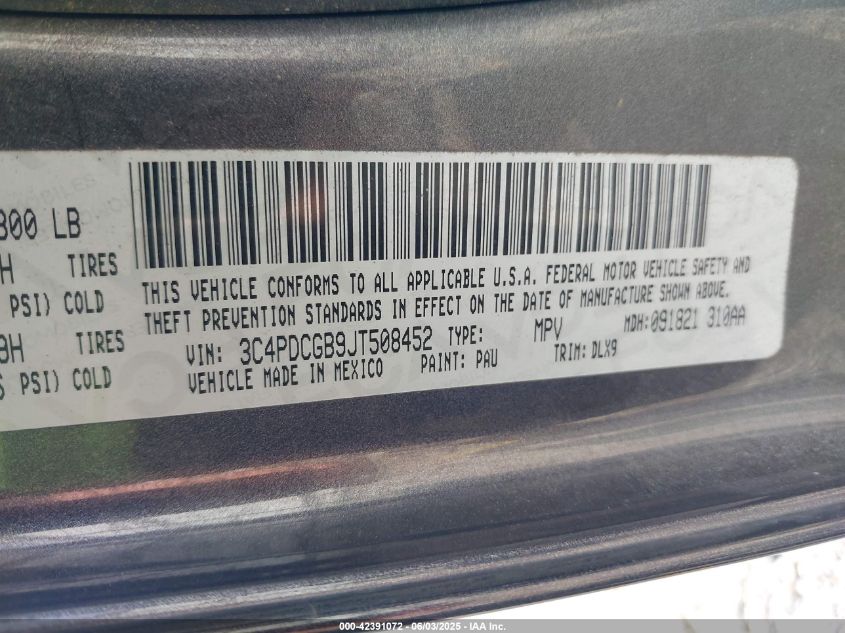 800 LB
H TIRES
PSI) COLD
H TIRES
PSI) COLD
THIS VEHICLE CONFORMS TO ALL APPLICABLE U.S.A. FEDERAL MOTOR VEHICLE SAFETY AND
THEFT PREVENTION STANDARDS IN EFFECT ON THE DATE OF MANUFACTURE SHOWN ABOVE.
VIN: 3C4PDCGB9JT508452 TYPE: MPV MDH:091821 310AA
VEHICLE MADE IN MEXICO PAINT: PAU TRIM: DLX9
000-42391072 - 06/03/2025 - IAA Inc.